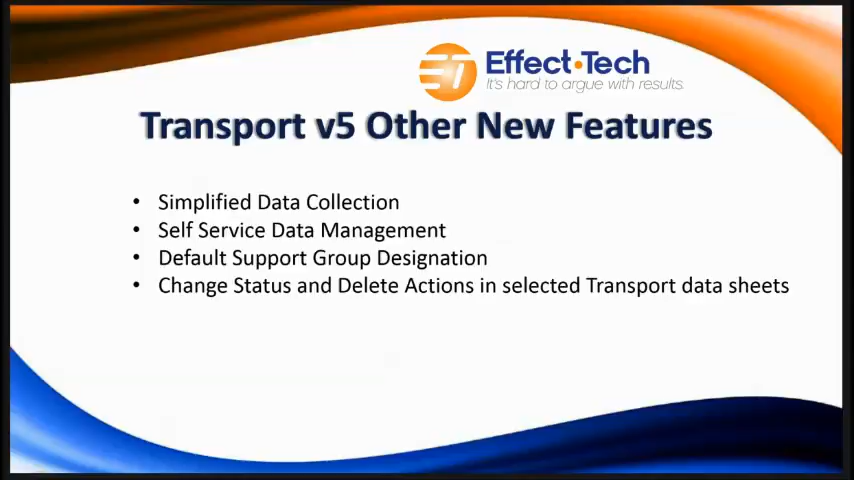 ET Effect•Tech
It's hard to argue with results.
Transport v5 Other New Features
• Simplified Data Collection
• Self Service Data Management
• Default Support Group Designation
• Change Status and Delete Actions in selected Transport data sheets